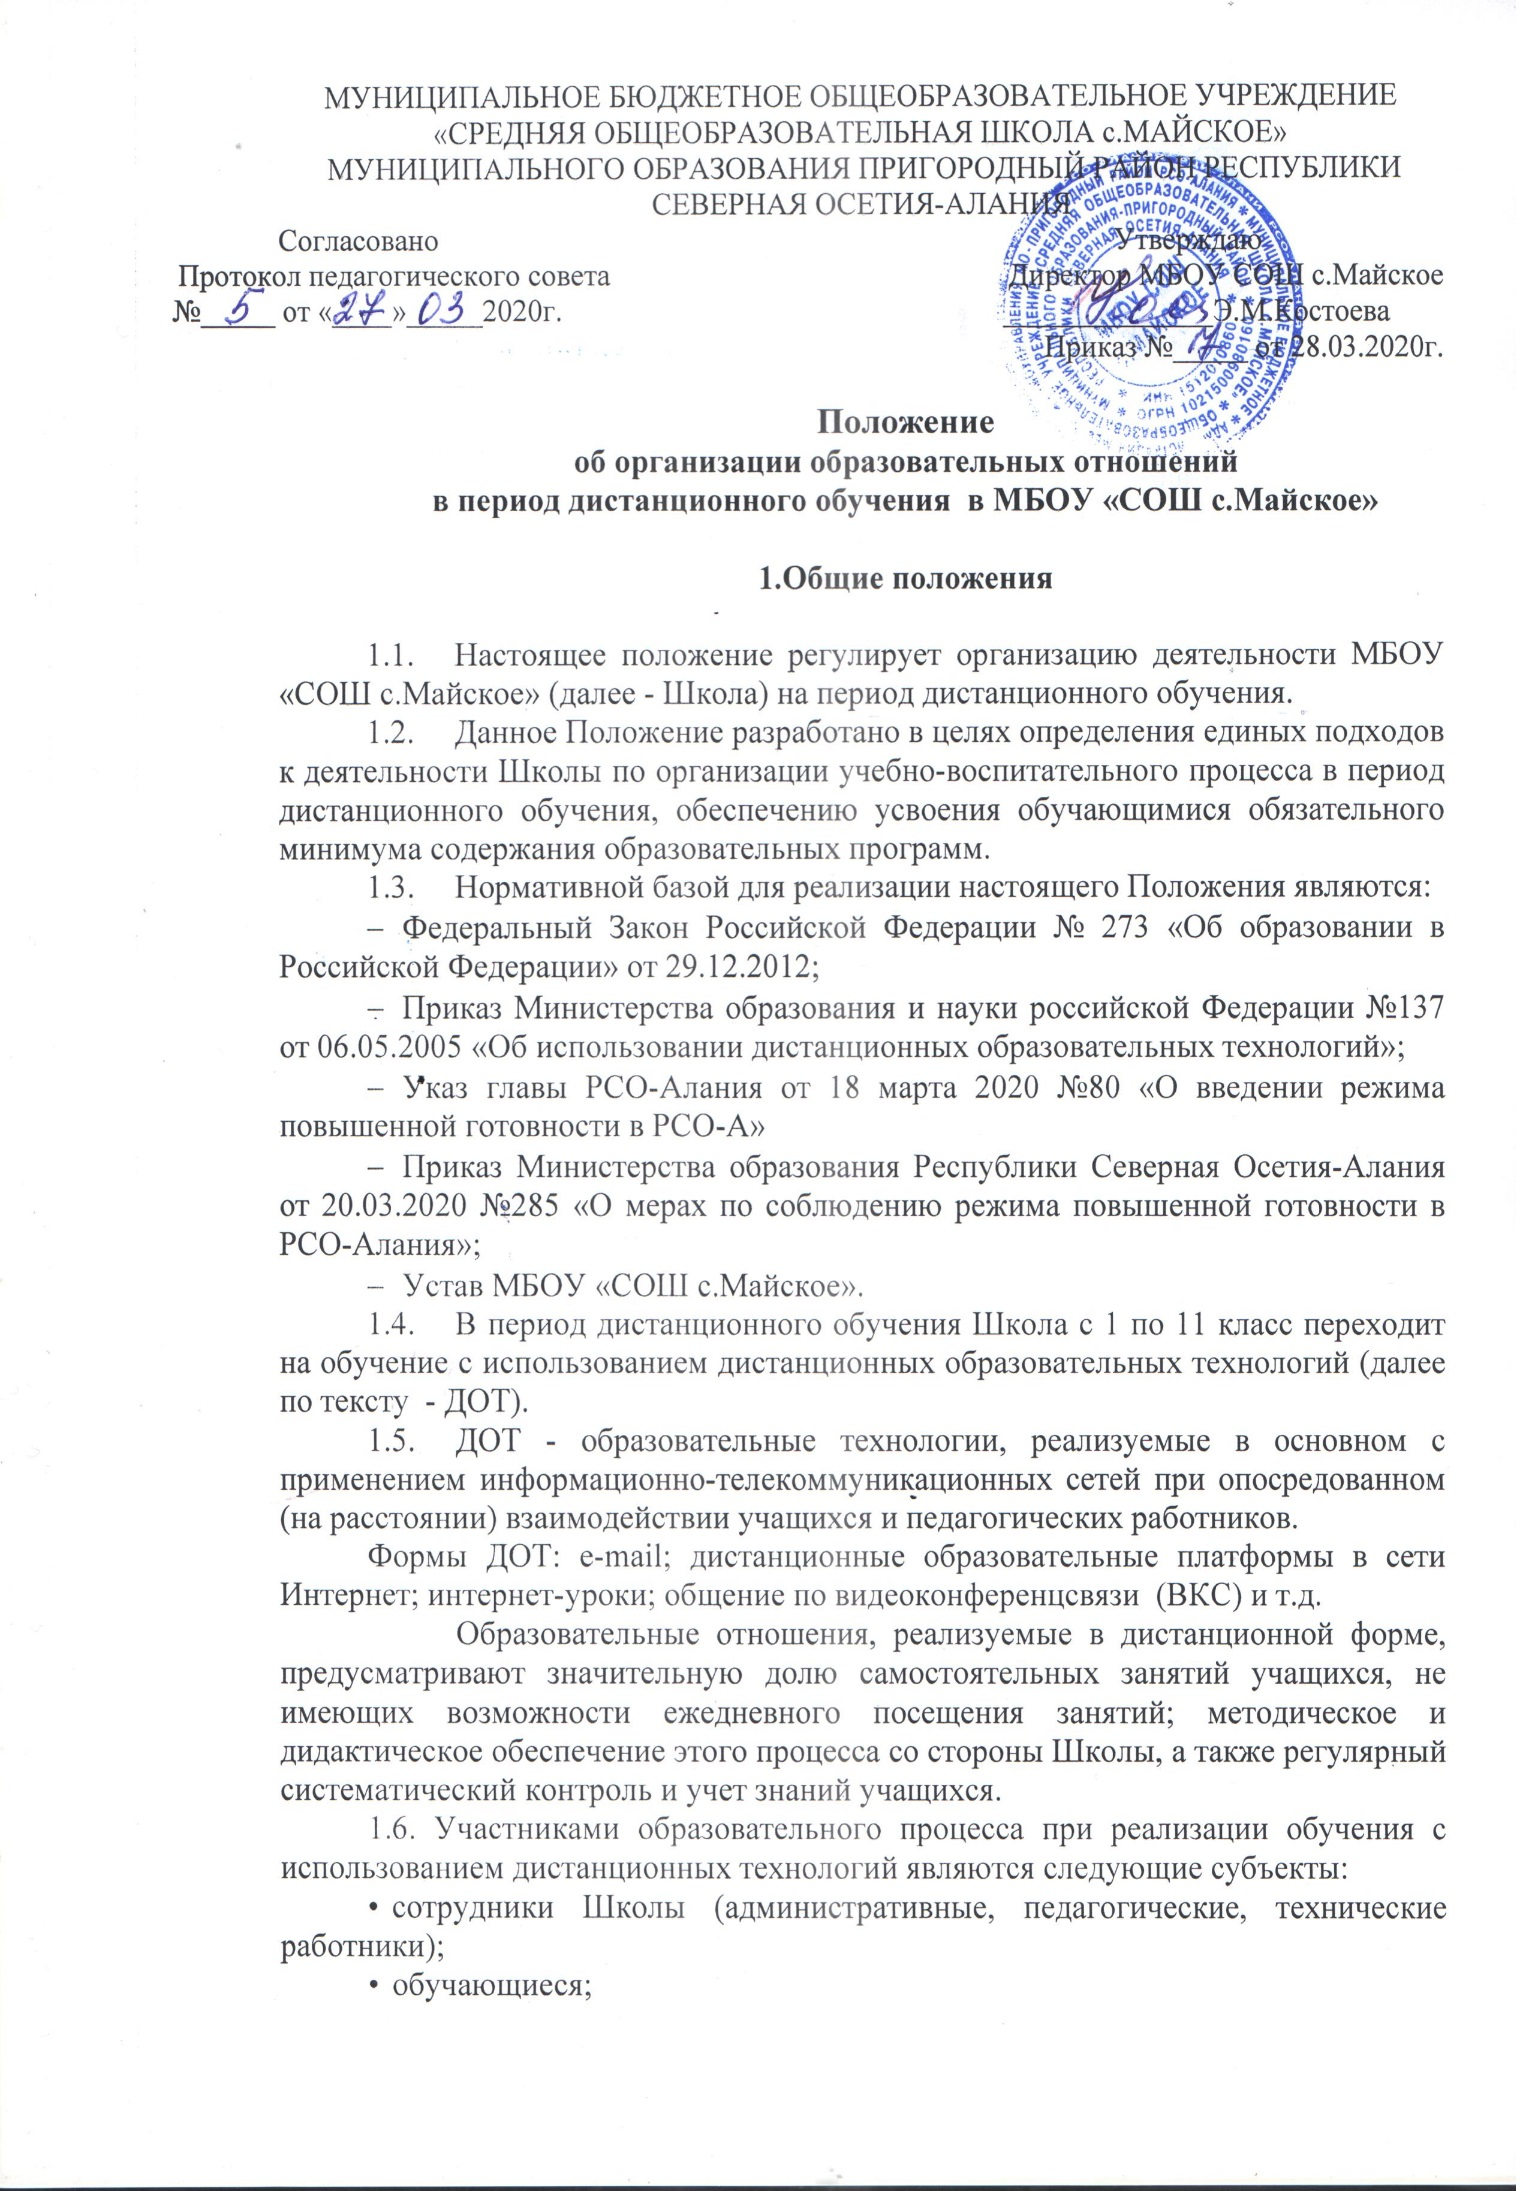 МУНИЦИПАЛЬНОЕ БЮДЖЕТНОЕ ОБЩЕОБРАЗОВАТЕЛЬНОЕ УЧРЕЖДЕНИЕ
«СРЕДНЯЯ ОБЩЕОБРАЗОВАТЕЛЬНАЯ ШКОЛА с.МАЙСКОЕ»
МУНИЦИПАЛЬНОГО ОБРАЗОВАНИЯ ПРИГОРОДНЫЙ РАЙОН РЕСПУБЛИКИ
СЕВЕРНАЯ ОСЕТИЯ-АЛАНИЯ
Согласовано Утверждаю
Протокол педагогического совета Директор МБОУ СОШ с.Майское
№ 5 от «27» 03 2020г. Э.М.Костоева
Приказ № 7 от 28.03.2020г.
Положение
об организации образовательных отношений
в период дистанционного обучения в МБОУ «СОШ с.Майское»
1.Общие положения
1.1. Настоящее положение регулирует организацию деятельности МБОУ
«СОШ с.Майское» (далее - Школа) на период дистанционного обучения.
1.2. Данное Положение разработано в целях определения единых подходов
к деятельности Школы по организации учебно-воспитательного процесса в период
дистанционного обучения, обеспечению усвоения обучающимися обязательного
минимума содержания образовательных программ.
1.3. Нормативной базой для реализации настоящего Положения являются:
– Федеральный Закон Российской Федерации № 273 «Об образовании в
Российской Федерации» от 29.12.2012;
– Приказ Министерства образования и науки российской Федерации №137
от 06.05.2005 «Об использовании дистанционных образовательных технологий»;
– Указ главы РСО-Алания от 18 марта 2020 №80 «О введении режима
повышенной готовности в РСО-А»
– Приказ Министерства образования Республики Северная Осетия-Алания
от 20.03.2020 №285 «О мерах по соблюдению режима повышенной готовности в
РСО-Алания»;
– Устав МБОУ «СОШ с.Майское».
1.4. В период дистанционного обучения Школа с 1 по 11 класс переходит
на обучение с использованием дистанционных образовательных технологий (далее
по тексту - ДОТ).
1.5. ДОТ - образовательные технологии, реализуемые в основном с
применением информационно-телекоммуникационных сетей при опосредованном
(на расстоянии) взаимодействии учащихся и педагогических работников.
Формы ДОТ: e-mail; дистанционные образовательные платформы в сети
Интернет; интернет-уроки; общение по видеоконференцсвязи (ВКС) и т.д.
Образовательные отношения, реализуемые в дистанционной форме,
предусматривают значительную долю самостоятельных занятий учащихся, не
имеющих возможности ежедневного посещения занятий; методическое и
дидактическое обеспечение этого процесса со стороны Школы, а также регулярный
систематический контроль и учет знаний учащихся.
1.6. Участниками образовательного процесса при реализации обучения с
использованием дистанционных технологий являются следующие субъекты:
• сотрудники Школы (административные, педагогические, технические
работники);
• обучающиеся;